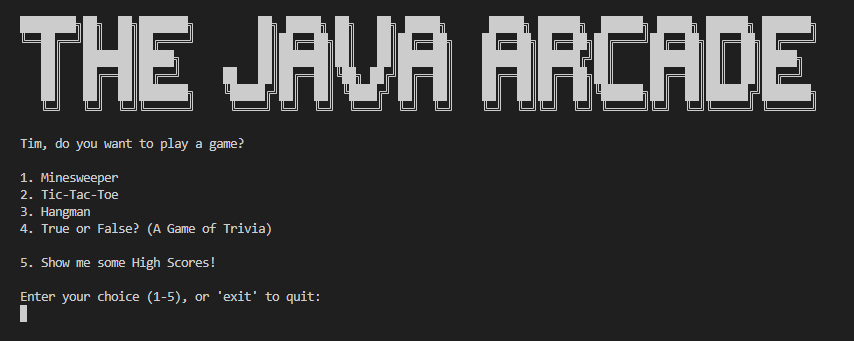 THE JAVA ARCADE
Tim, do you want to play a game?
1. Minesweeper
2. Tic-Tac-Toe
3. Hangman
4. True or False? (A Game of Trivia)
5. Show me some High Scores!
Enter your choice (1-5), or 'exit' to quit: